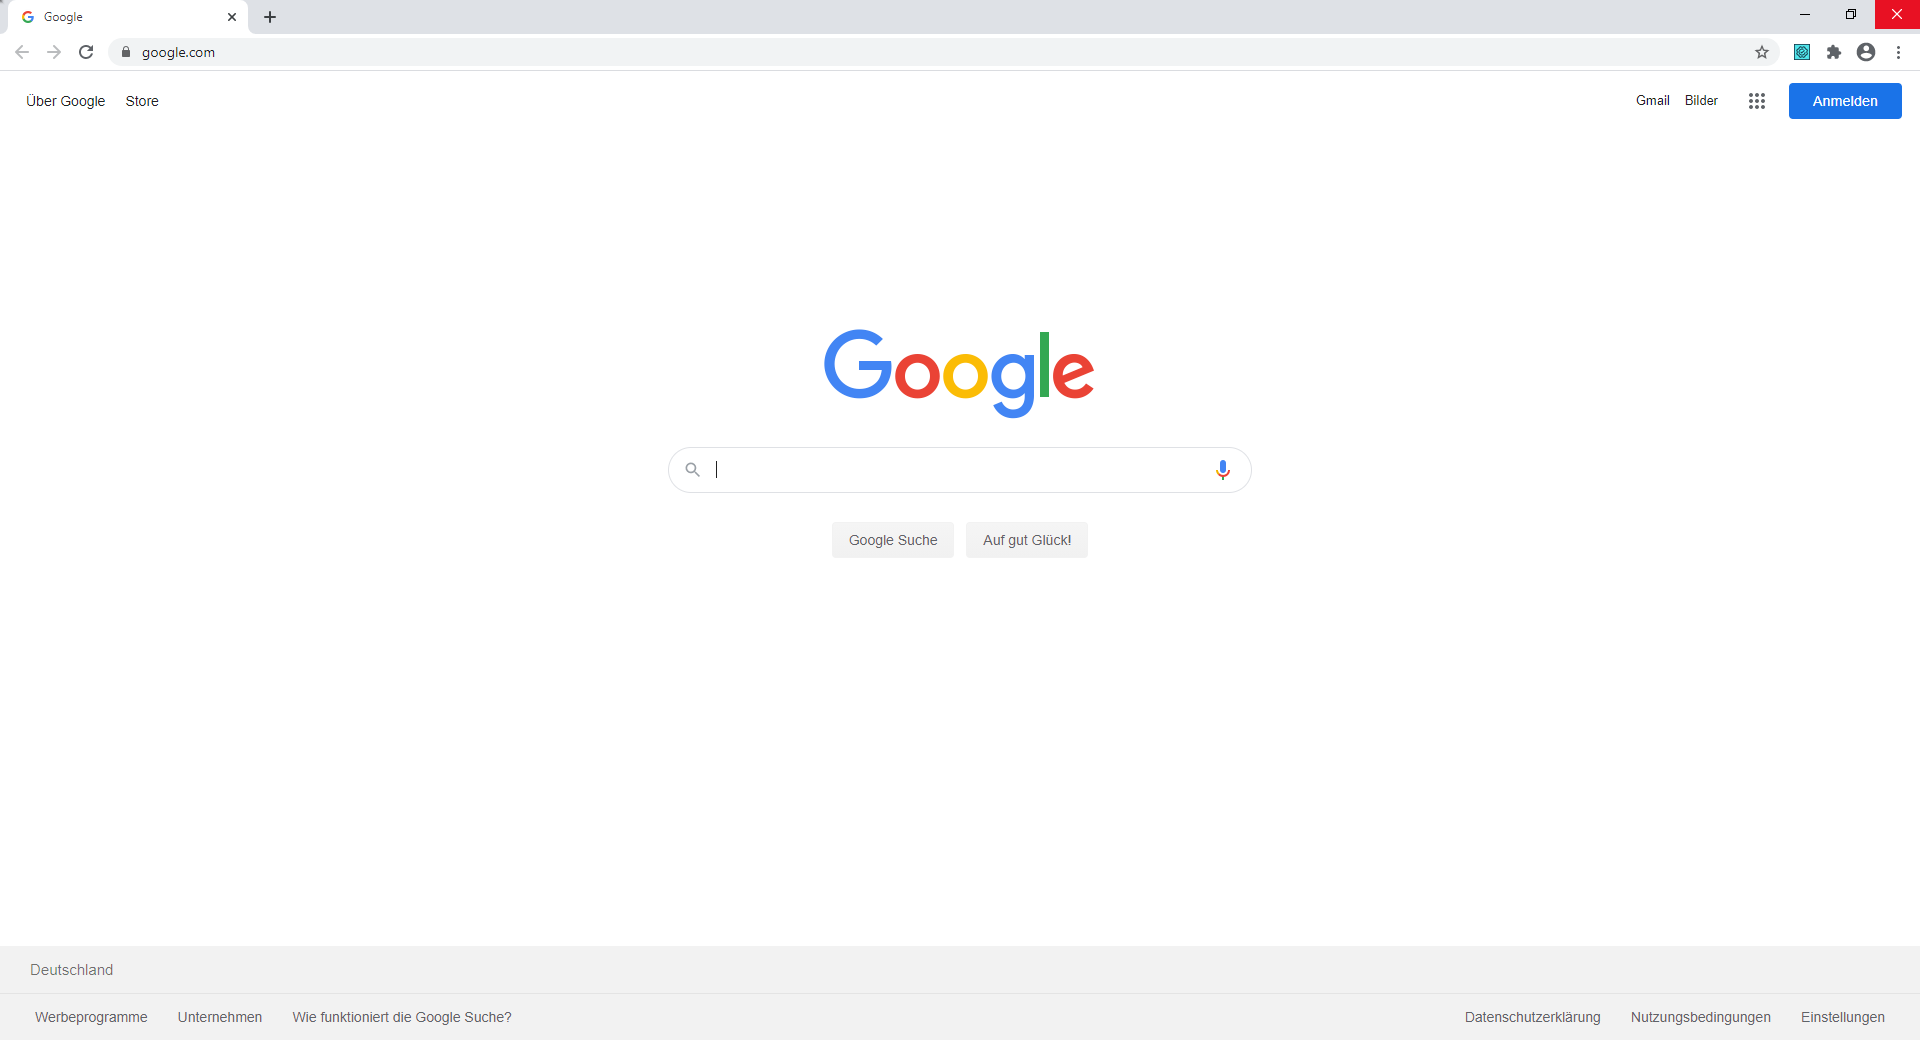 Google
google.com
Über Google Store
Gmail Bilder Anmelden
Google
Google Suche Auf gut Glück!
Deutschland
Werbeprogramme Unternehmen Wie funktioniert die Google Suche?
Datenschutzerklärung Nutzungsbedingungen Einstellungen